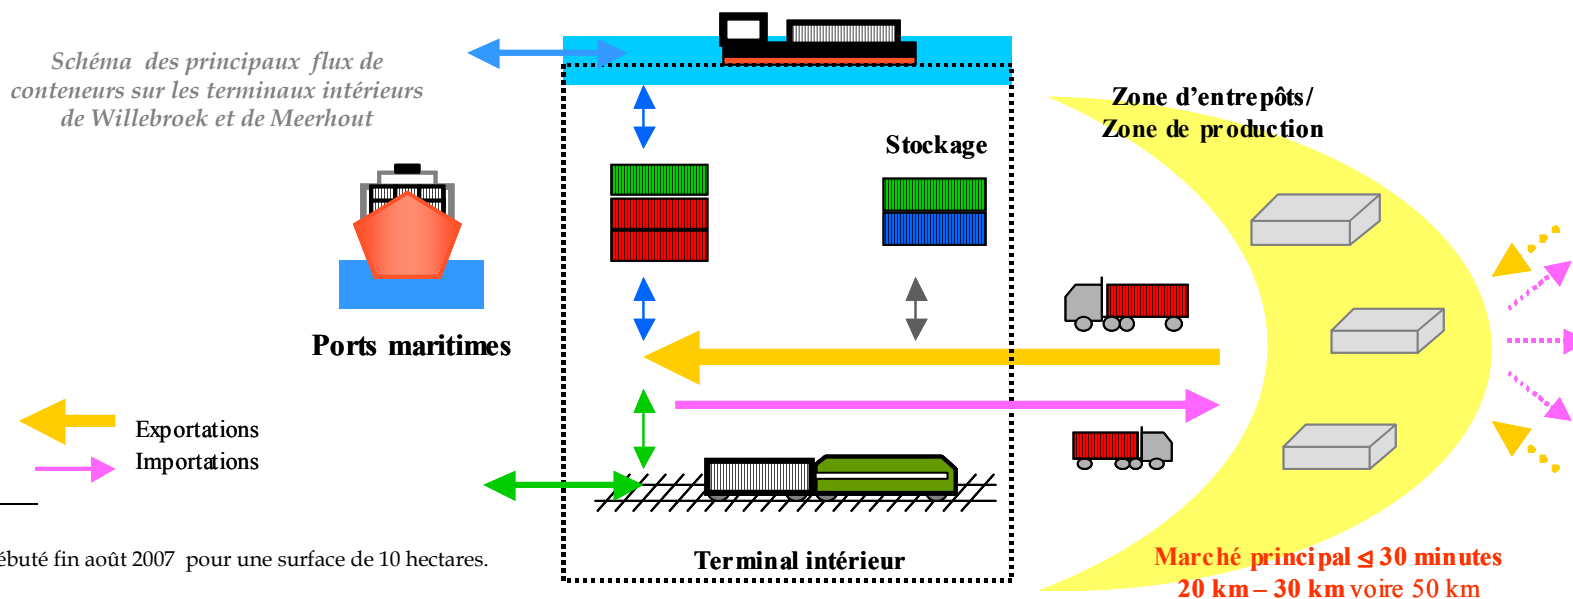 Schéma des principaux flux de
conteneurs sur les terminaux intérieurs
de Willebroek et de Meerhout
Zone d'entrepôts/
Zone de production
Stockage
Ports maritimes
Exportations
Importations
ébuté fin août 2007 pour une surface de 10 hectares.
Terminal intérieur
Marché principal ⊴ 30 minutes
20 km – 30 km voire 50 km